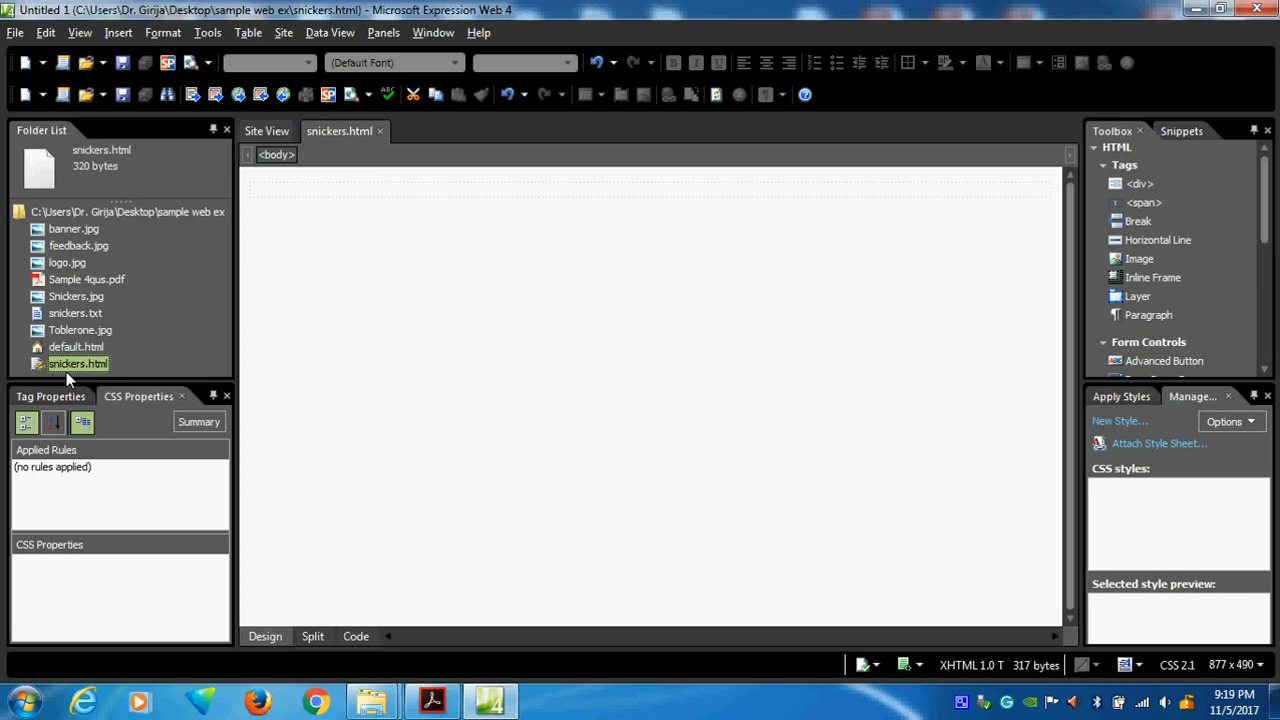 Untitled 1 (C:\Users\Dr. Girija\Desktop\sample web ex\snickers.html) - Microsoft Expression Web 4
File Edit View Insert Format Tools Table Site Data View Panels Window Help
SP (Default Font) B I U
SP ABC
Folder List
snickers.html
320 bytes
C:\Users\Dr. Girija\Desktop\sample web ex
banner.jpg
feedback.jpg
logo.jpg
Sample 4qus.pdf
Snickers.jpg
snickers.txt
Toblerone.jpg
default.html
snickers.html
Tag Properties CSS Properties
Summary
Applied Rules
(no rules applied)
CSS Properties
Site View snickers.html
<body>
Design Split Code
Toolbox Snippets
HTML
Tags
<div>
<span>
Break
Horizontal Line
Image
Inline Frame
Layer
Paragraph
Form Controls
Advanced Button
Apply Styles Manage...
New Style... Options
Attach Style Sheet...
CSS styles:
Selected style preview:
XHTML 1.0 T 317 bytes CSS 2.1 877 x 490
9:19 PM
11/5/2017